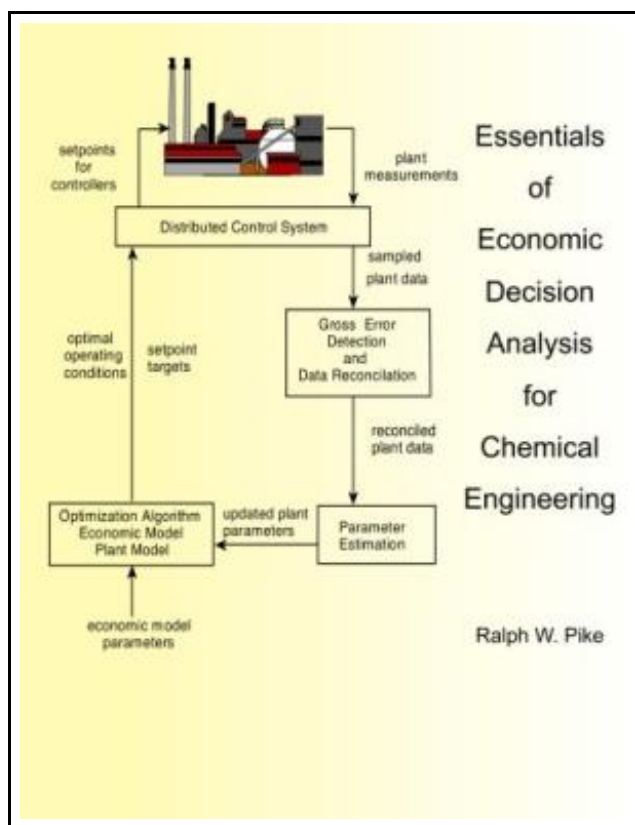 Essentials
of
Economic
Decision
Analysis
for
Chemical
Engineering
Ralph W. Pike
setpoints
for
controllers
plant
measurements
Distributed Control System
sampled
plant data
Gross Error
Detection
and
Data Reconcilation
reconciled
plant data
Parameter
Estimation
updated plant
parameters
Optimization Algorithm
Economic Model
Plant Model
economic model
parameters
optimal
operating
conditions
setpoint
targets